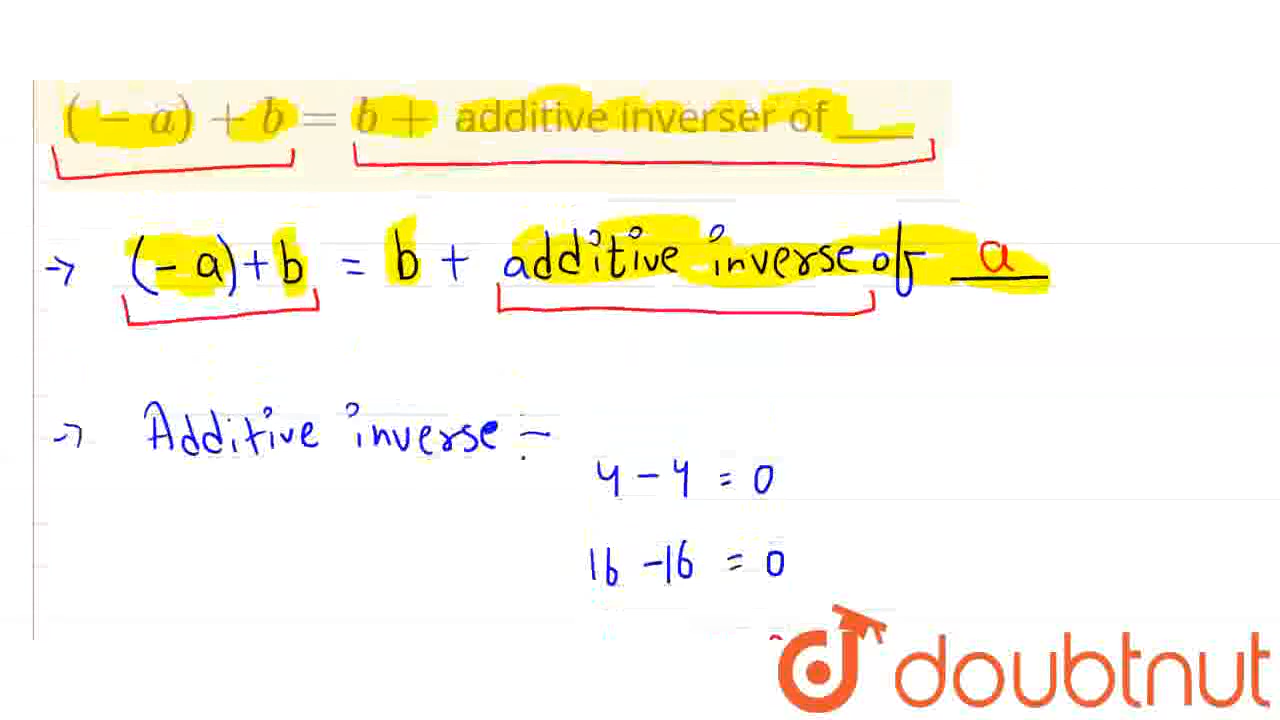 (-a)+b = b + additive inverser of ___
→ (-a)+b = b + additive inverse of a
→ Additive inverse :-
4 - 4 = 0
16 - 16 = 0
doubtnut